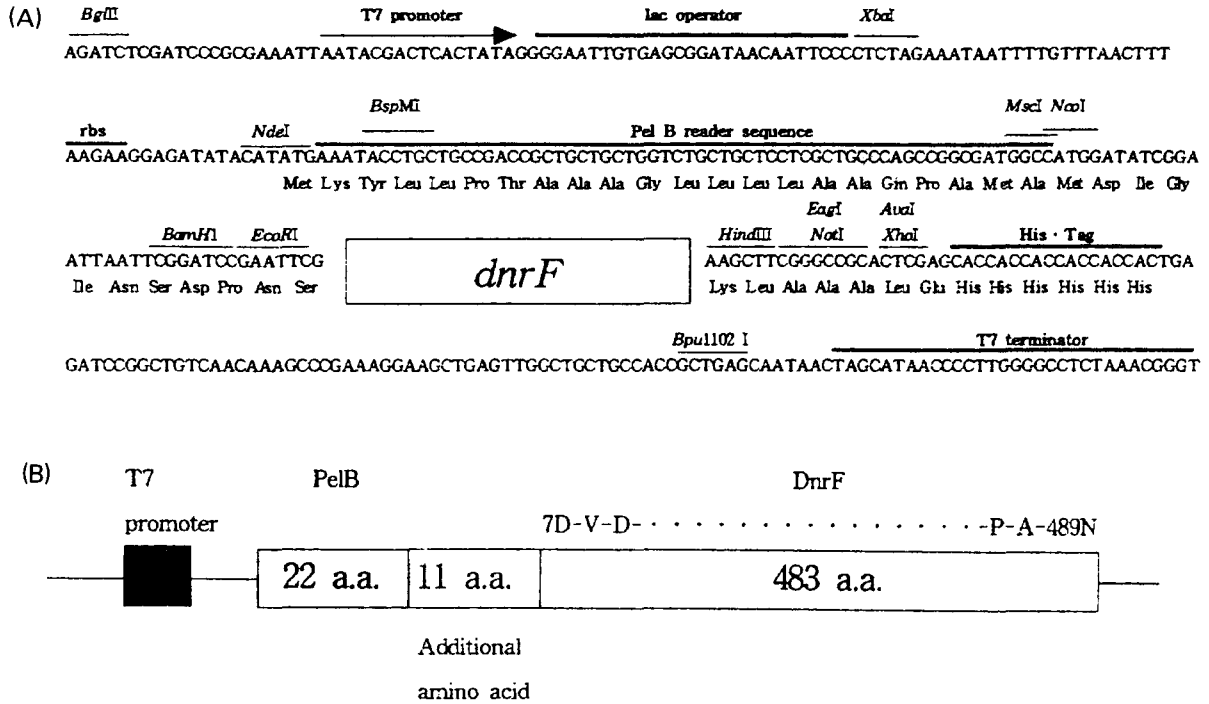 (A)
BglII T7 promoter lac operator XbaI
AGATCTCGATCCCGCGAAATTAATACGACTCACTATAGGGGAATTGTGAGCGGATAACAATTCCCCTCTAGAAATAATTTTGTTTAACTTT
BspMI MscI NcoI
rbs NdeI Pel B reader sequence
AAGAAGGAGATATACATATGAAATACCTGCTGCCGACCGCTGCTGCTGGTCTGCTGCTCCTCGCTGCCCAGCCGGCGATGGCCATGGATATCGGA
Met Lys Tyr Leu Leu Pro Thr Ala Ala Ala Gly Leu Leu Leu Leu Ala Ala Gln Pro Ala Met Ala Met Asp Ile Gly
EagI AvaI
BamH1 EcoRI HindIII NotI XhoI His · Tag
ATTAATTCGGATCCGAATTCG dnrF AAGCTTCGGGCCGCACTCGAGCACCACCACCACCACCACTGA
Ile Asn Ser Asp Pro Asn Ser Lys Leu Ala Ala Ala Leu Glu His His His His His His
Bpu1102 I T7 terminator
GATCCGGCTGTCAACAAAGCCCGAAAGGAAGCTGAGTTGGCTGCTGCCACCGCTGAGCAATAACTAGCATAACCCCTTGGGGCCTCTAAACGGGT
(B)
T7 PelB DnrF
promoter 7D-V-D- · · · · · · · · · · · · · · · · · -P-A-489N
22 a.a. 11 a.a. 483 a.a.
Additional
amino acid